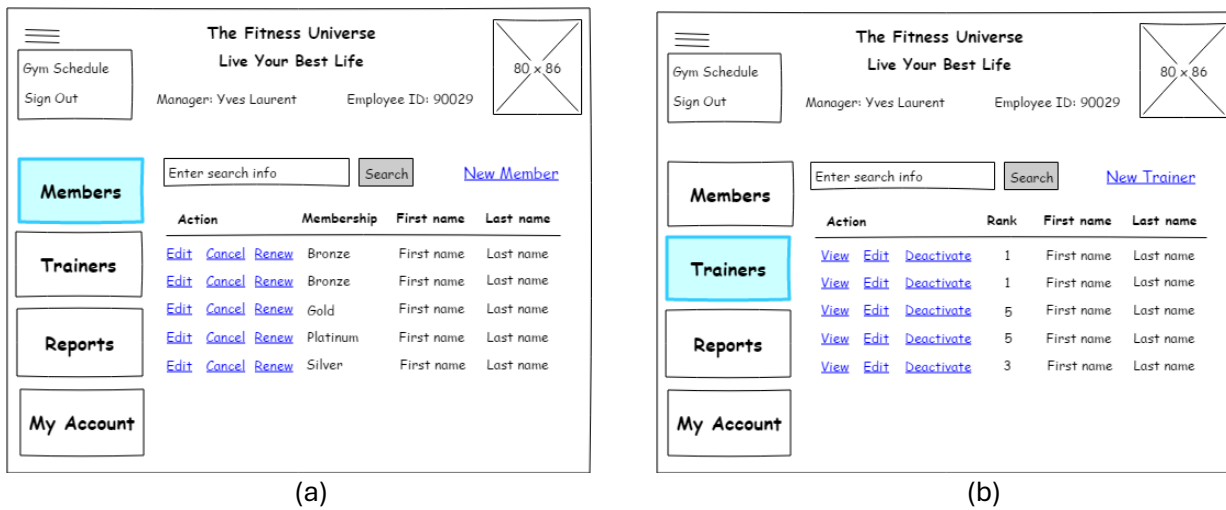 The Fitness Universe
Live Your Best Life
80 x 86
Gym Schedule
Sign Out
Manager: Yves Laurent Employee ID: 90029
Members
Trainers
Reports
My Account
Enter search info Search New Member
Action Membership First name Last name
Edit Cancel Renew Bronze First name Last name
Edit Cancel Renew Bronze First name Last name
Edit Cancel Renew Gold First name Last name
Edit Cancel Renew Platinum First name Last name
Edit Cancel Renew Silver First name Last name
(a)
The Fitness Universe
Live Your Best Life
80 x 86
Gym Schedule
Sign Out
Manager: Yves Laurent Employee ID: 90029
Members
Trainers
Reports
My Account
Enter search info Search New Trainer
Action Rank First name Last name
View Edit Deactivate 1 First name Last name
View Edit Deactivate 1 First name Last name
View Edit Deactivate 5 First name Last name
View Edit Deactivate 5 First name Last name
View Edit Deactivate 3 First name Last name
(b)